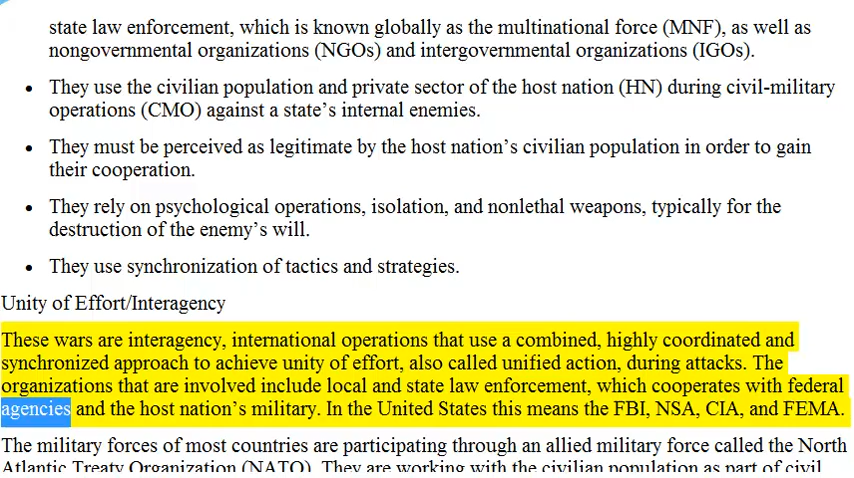 state law enforcement, which is known globally as the multinational force (MNF), as well as
nongovernmental organizations (NGOs) and intergovernmental organizations (IGOs).
• They use the civilian population and private sector of the host nation (HN) during civil-military
operations (CMO) against a state’s internal enemies.
• They must be perceived as legitimate by the host nation’s civilian population in order to gain
their cooperation.
• They rely on psychological operations, isolation, and nonlethal weapons, typically for the
destruction of the enemy’s will.
• They use synchronization of tactics and strategies.
Unity of Effort/Interagency
These wars are interagency, international operations that use a combined, highly coordinated and
synchronized approach to achieve unity of effort, also called unified action, during attacks. The
organizations that are involved include local and state law enforcement, which cooperates with federal
agencies and the host nation’s military. In the United States this means the FBI, NSA, CIA, and FEMA.
The military forces of most countries are participating through an allied military force called the North
Atlantic Treaty Organization (NATO). They are working with the civilian population as part of civil